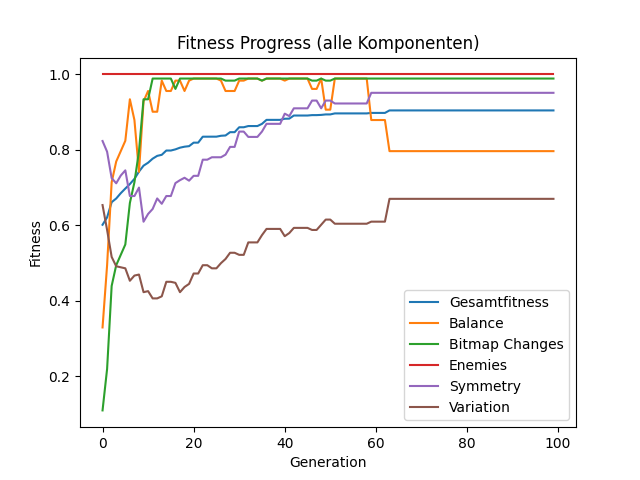 Fitness Progress (alle Komponenten)
1.0
0.8
0.6
0.4
0.2
Fitness
0
20
40
60
80
100
Generation
Gesamtfitness
Balance
Bitmap Changes
Enemies
Symmetry
Variation